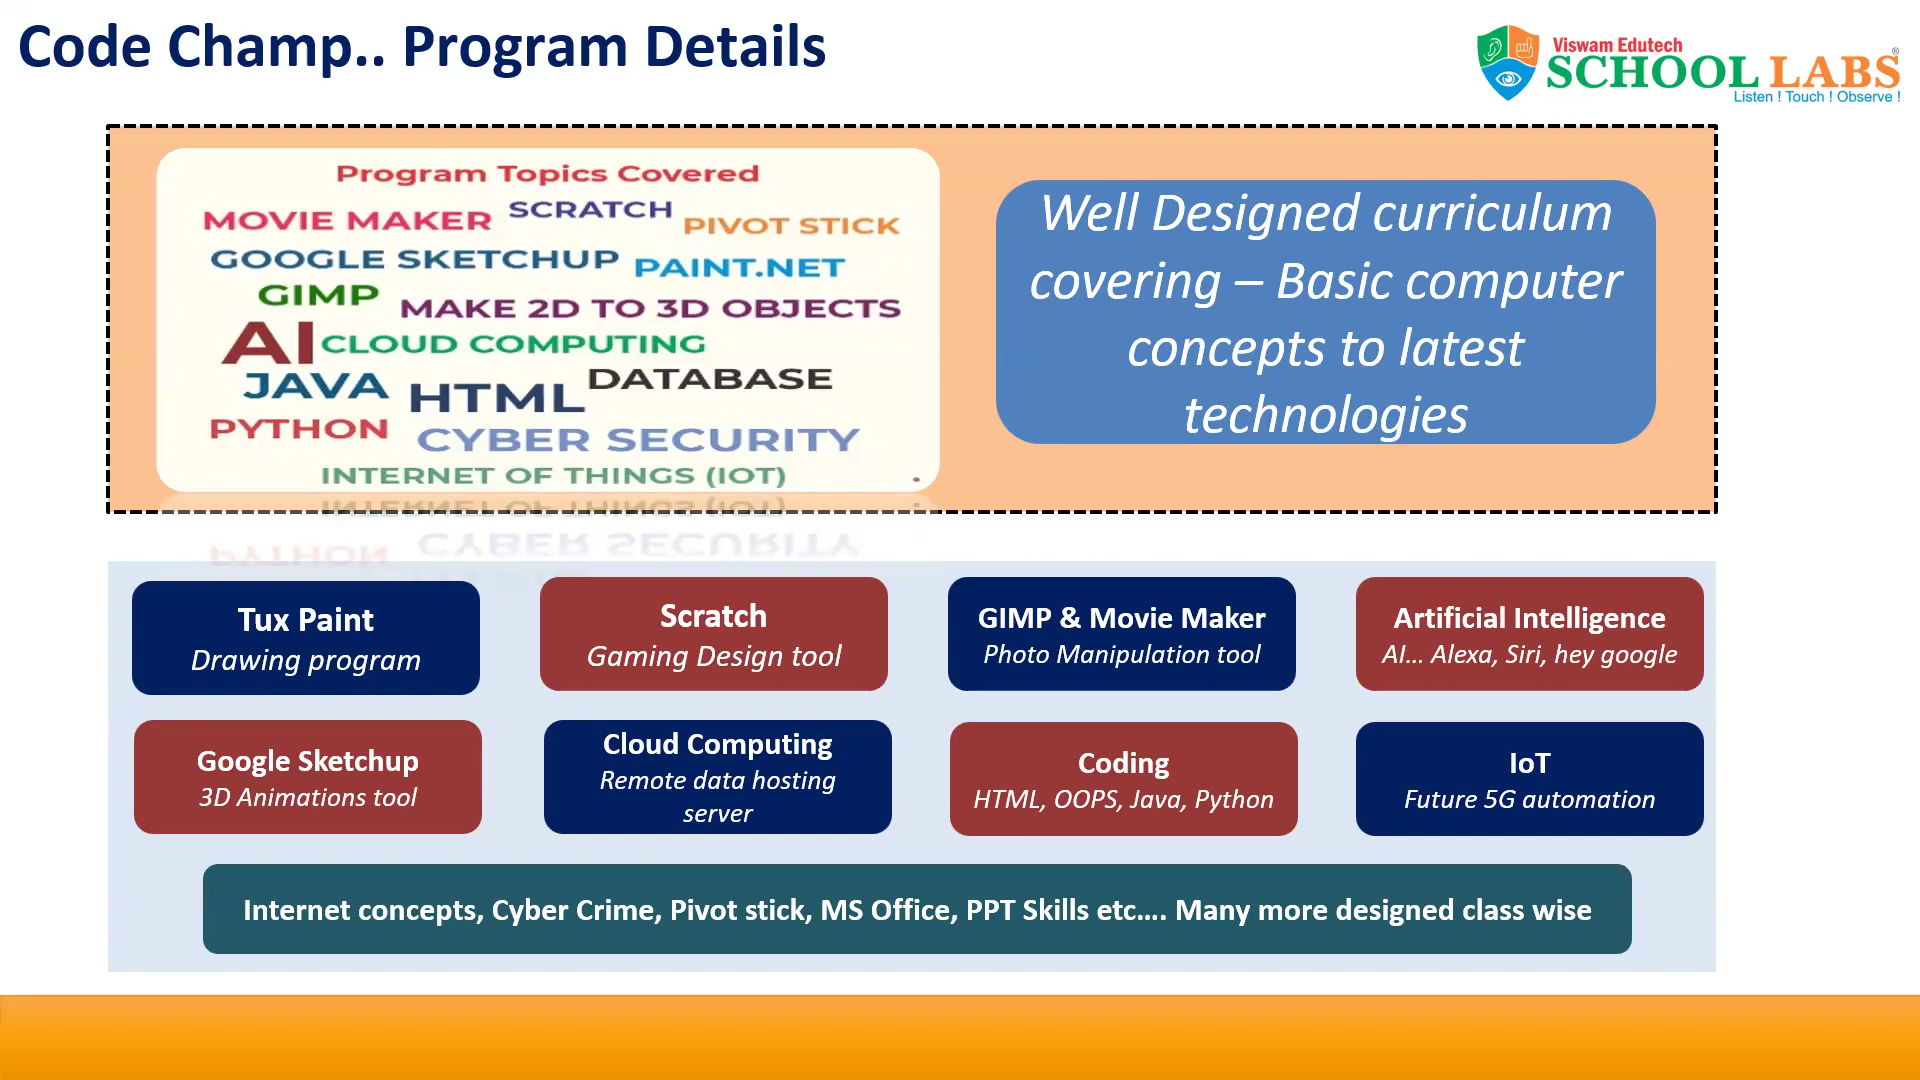 Code Champ.. Program Details
Viswam Edutech
SCHOOL LABS®
Listen ! Touch ! Observe !
Program Topics Covered
MOVIE MAKER SCRATCH PIVOT STICK
GOOGLE SKETCHUP PAINT.NET
GIMP MAKE 2D TO 3D OBJECTS
AI CLOUD COMPUTING
JAVA HTML DATABASE
PYTHON CYBER SECURITY
INTERNET OF THINGS (IOT)
Well Designed curriculum
covering – Basic computer
concepts to latest
technologies
Tux Paint
Drawing program
Scratch
Gaming Design tool
GIMP & Movie Maker
Photo Manipulation tool
Artificial Intelligence
AI... Alexa, Siri, hey google
Google Sketchup
3D Animations tool
Cloud Computing
Remote data hosting
server
Coding
HTML, OOPS, Java, Python
IoT
Future 5G automation
Internet concepts, Cyber Crime, Pivot stick, MS Office, PPT Skills etc.... Many more designed class wise